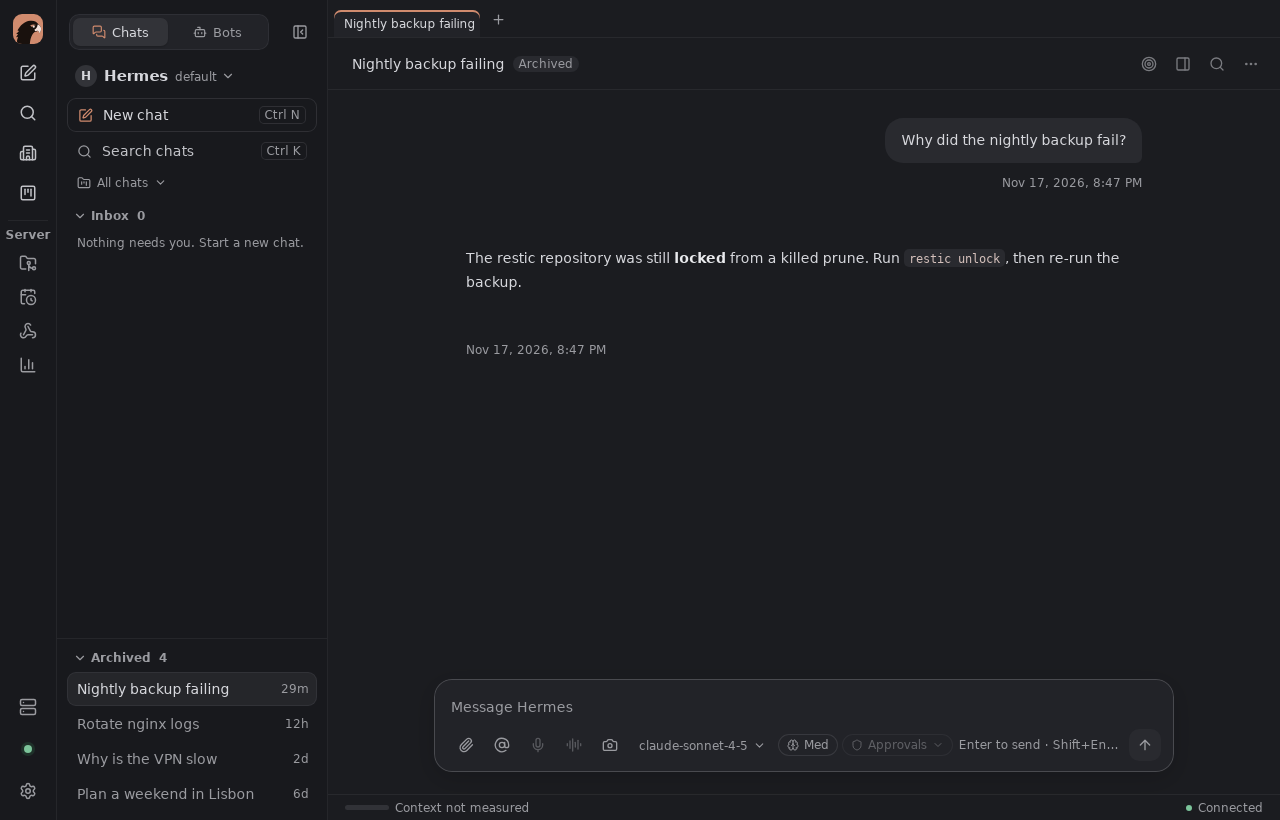 Chats
Bots
H Hermes default
New chat Ctrl N
Search chats Ctrl K
All chats
Inbox 0
Nothing needs you. Start a new chat.
Server
Archived 4
Nightly backup failing 29m
Rotate nginx logs 12h
Why is the VPN slow 2d
Plan a weekend in Lisbon 6d
Nightly backup failing
Nightly backup failing Archived
Why did the nightly backup fail?
Nov 17, 2026, 8:47 PM
The restic repository was still locked from a killed prune. Run restic unlock, then re-run the
backup.
Nov 17, 2026, 8:47 PM
Message Hermes
claude-sonnet-4-5 Med Approvals Enter to send · Shift+En…
Context not measured
Connected